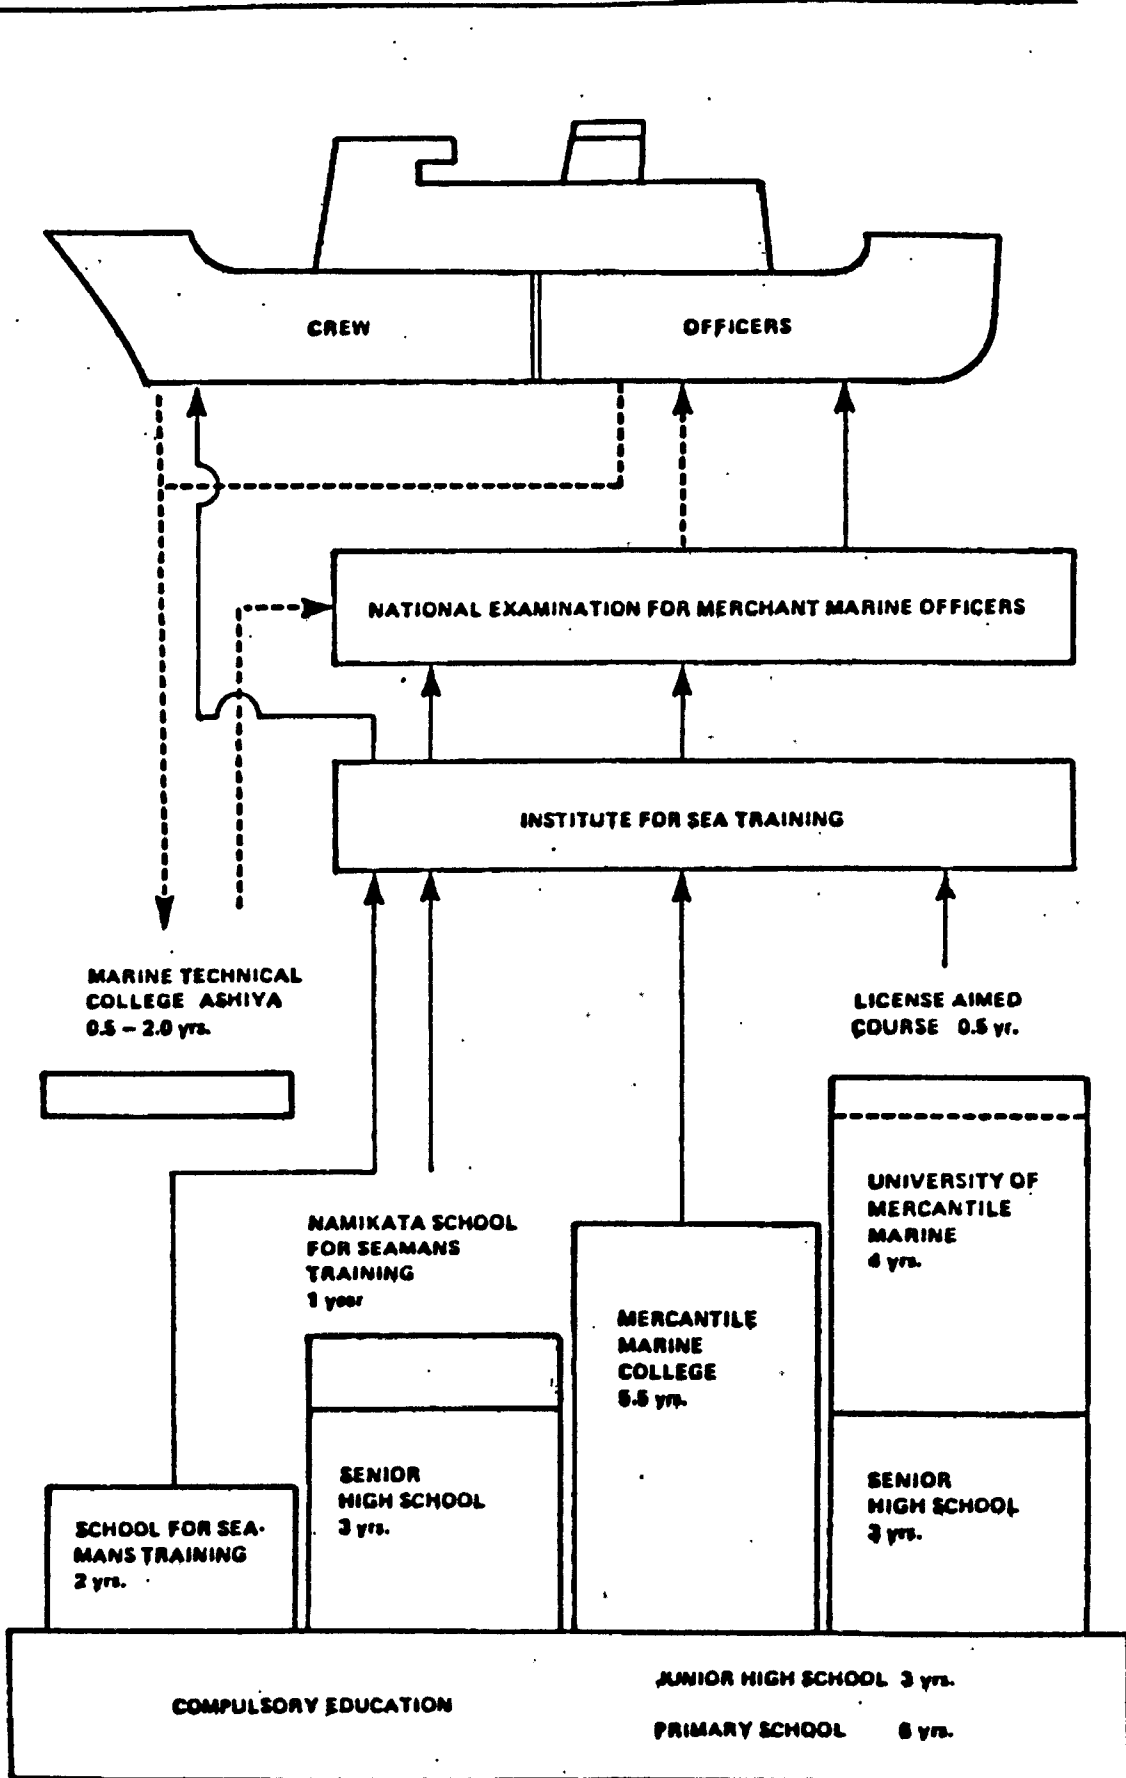 CREW
OFFICERS
NATIONAL EXAMINATION FOR MERCHANT MARINE OFFICERS
INSTITUTE FOR SEA TRAINING
MARINE TECHNICAL
COLLEGE ASHIYA
0.5 – 2.0 yrs.
LICENSE AIMED
COURSE 0.5 yr.
NAMIKATA SCHOOL
FOR SEAMANS
TRAINING
1 year
MERCANTILE
MARINE
COLLEGE
5.5 yrs.
UNIVERSITY OF
MERCANTILE
MARINE
4 yrs.
SCHOOL FOR SEA-
MANS TRAINING
2 yrs.
SENIOR
HIGH SCHOOL
3 yrs.
SENIOR
HIGH SCHOOL
3 yrs.
COMPULSORY EDUCATION
JUNIOR HIGH SCHOOL 3 yrs.
PRIMARY SCHOOL 6 yrs.